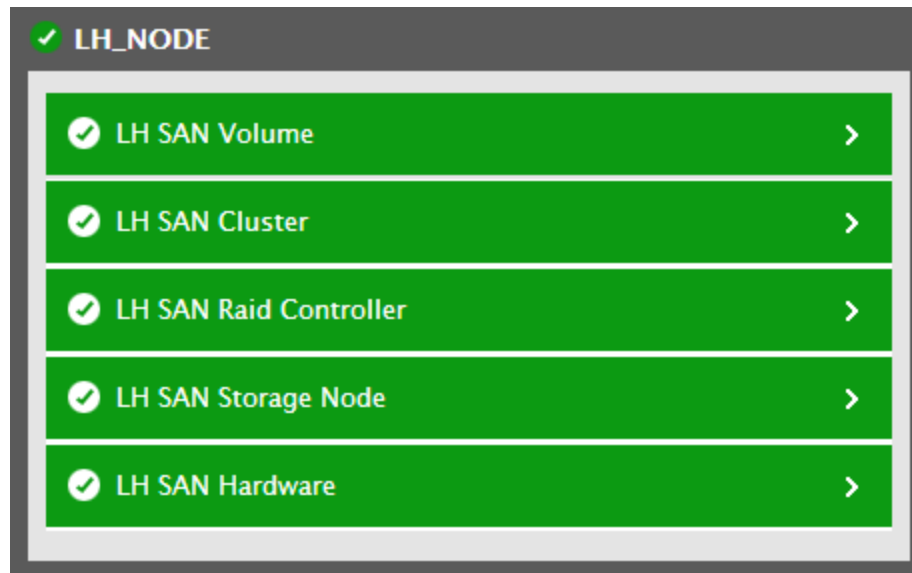 LH_NODE
LH SAN Volume
LH SAN Cluster
LH SAN Raid Controller
LH SAN Storage Node
LH SAN Hardware